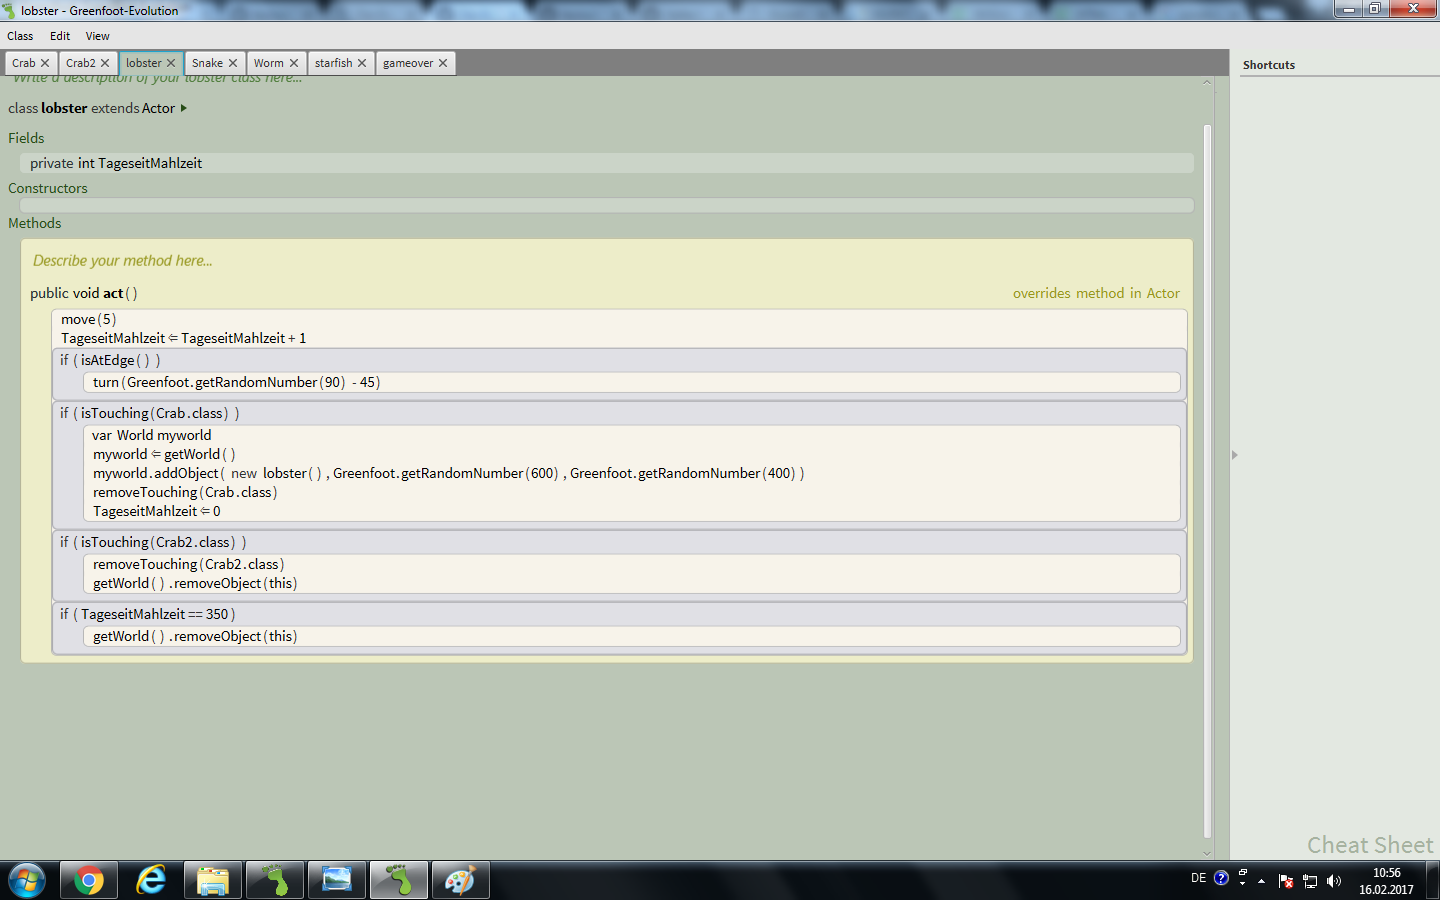 lobster - Greenfoot-Evolution
Class Edit View
Crab Crab2 lobster Snake Worm starfish gameover
Shortcuts
Write a description of your lobster class here...
class lobster extends Actor
Fields
private int TageseitMahlzeit
Constructors
Methods
Describe your method here...
public void act()
overrides method in Actor
move(5)
TageseitMahlzeit ⇐ TageseitMahlzeit + 1
if ( isAtEdge() )
turn(Greenfoot.getRandomNumber(90) - 45)
if ( isTouching(Crab.class) )
var World myworld
myworld ⇐ getWorld()
myworld.addObject( new lobster(), Greenfoot.getRandomNumber(600), Greenfoot.getRandomNumber(400) )
removeTouching(Crab.class)
TageseitMahlzeit ⇐ 0
if ( isTouching(Crab2.class) )
removeTouching(Crab2.class)
getWorld().removeObject(this)
if ( TageseitMahlzeit == 350 )
getWorld().removeObject(this)
Cheat Sheet
DE
10:56
16.02.2017